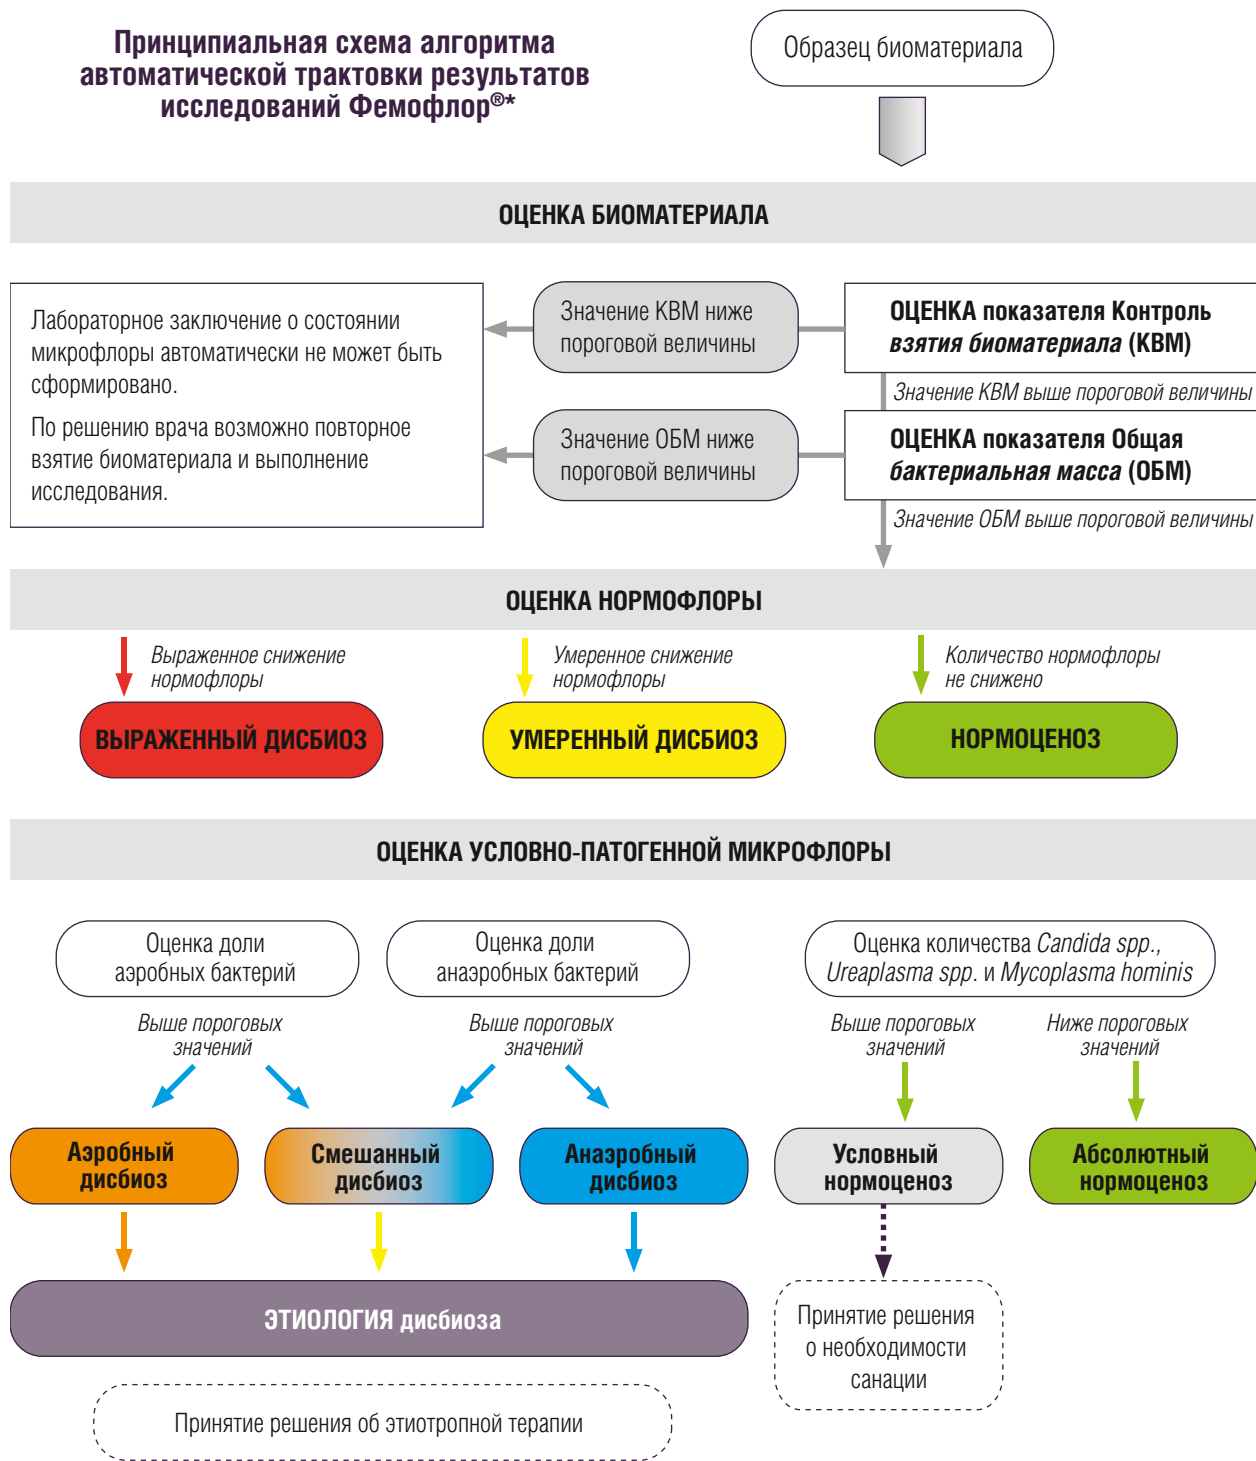 Принципиальная схема алгоритма
автоматической трактовки результатов
исследований Фемофлор®*
Образец биоматериала
ОЦЕНКА БИОМАТЕРИАЛА
Лабораторное заключение о состоянии
микрофлоры автоматически не может быть
сформировано.
По решению врача возможно повторное
взятие биоматериала и выполнение
исследования.
Значение КВМ ниже
пороговой величины
ОЦЕНКА показателя Контроль
взятия биоматериала (КВМ)
Значение КВМ выше пороговой величины
Значение ОБМ ниже
пороговой величины
ОЦЕНКА показателя Общая
бактериальная масса (ОБМ)
Значение ОБМ выше пороговой величины
ОЦЕНКА НОРМОФЛОРЫ
Выраженное снижение
нормофлоры
Умеренное снижение
нормофлоры
Количество нормофлоры
не снижено
ВЫРАЖЕННЫЙ ДИСБИОЗ
УМЕРЕННЫЙ ДИСБИОЗ
НОРМОЦЕНОЗ
ОЦЕНКА УСЛОВНО-ПАТОГЕННОЙ МИКРОФЛОРЫ
Оценка доли
аэробных бактерий
Оценка доли
анаэробных бактерий
Оценка количества Candida spp.,
Ureaplasma spp. и Mycoplasma hominis
Выше пороговых
значений
Выше пороговых
значений
Выше пороговых
значений
Ниже пороговых
значений
Аэробный
дисбиоз
Смешанный
дисбиоз
Анаэробный
дисбиоз
Условный
нормоценоз
Абсолютный
нормоценоз
ЭТИОЛОГИЯ дисбиоза
Принятие решения
о необходимости
санации
Принятие решения об этиотропной терапии